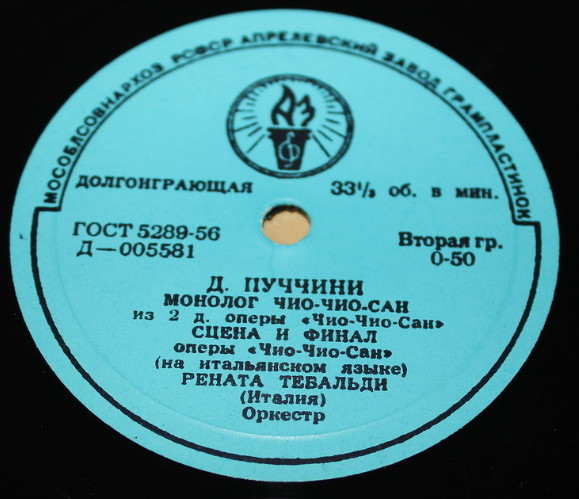 МОСОБЛСОВНАРХОЗ РСФСР АПРЕЛЕВСКИЙ ЗАВОД ГРАМПЛАСТИНОК
АЗ
ДОЛГОИГРАЮЩАЯ 33⅓ об. в мин.
ГОСТ 5289-56 Вторая гр.
Д—005581 0-50
Д. ПУЧЧИНИ
МОНОЛОГ ЧИО-ЧИО-САН
из 2 д. оперы «Чио-Чио-Сан»
СЦЕНА И ФИНАЛ
оперы «Чио-Чио-Сан»
(на итальянском языке)
РЕНАТА ТЕБАЛЬДИ
(Италия)
Оркестр